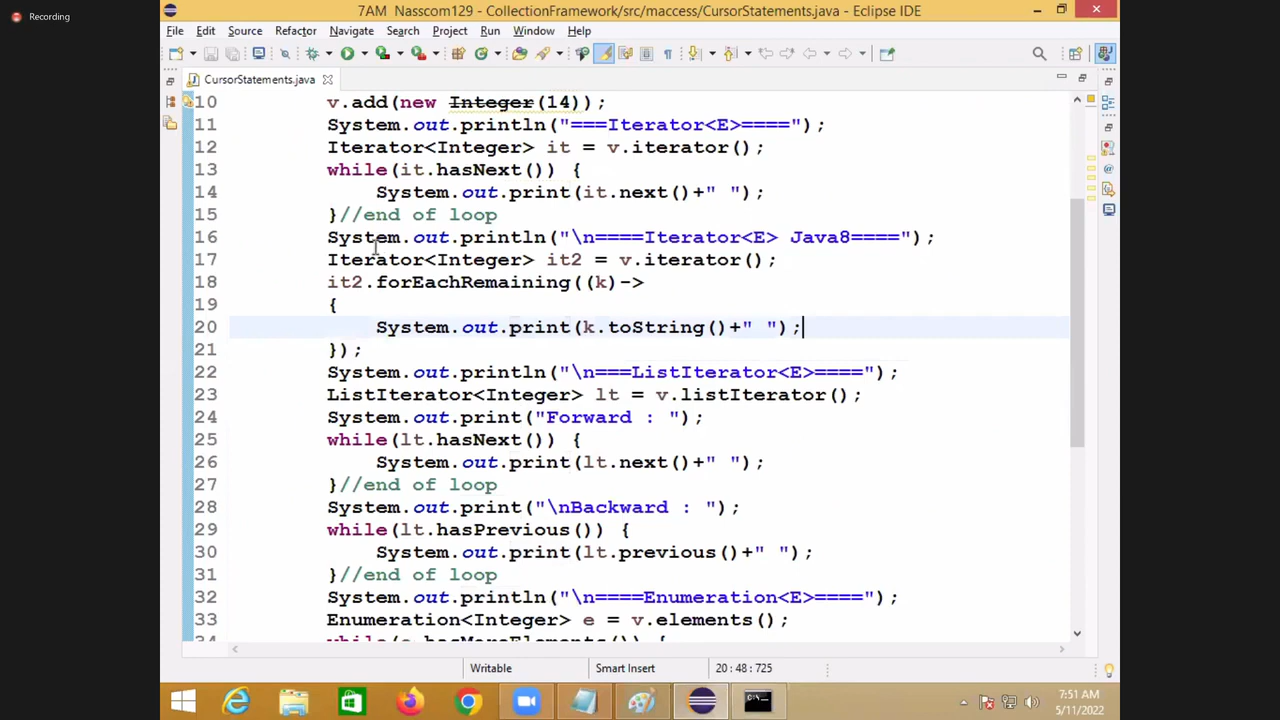 Recording
7AM Nasscom129 - CollectionFramework/src/maccess/CursorStatements.java - Eclipse IDE
File Edit Source Refactor Navigate Search Project Run Window Help
CursorStatements.java
10 v.add(new Integer(14));
11 System.out.println("===Iterator<E>====");
12 Iterator<Integer> it = v.iterator();
13 while(it.hasNext()) {
14 System.out.print(it.next()+" ");
15 }//end of loop
16 System.out.println("\n====Iterator<E> Java8====");
17 Iterator<Integer> it2 = v.iterator();
18 it2.forEachRemaining((k)->
19 {
20 System.out.print(k.toString()+" ");
21 });
22 System.out.println("\n===ListIterator<E>====");
23 ListIterator<Integer> lt = v.listIterator();
24 System.out.print("Forward : ");
25 while(lt.hasNext()) {
26 System.out.print(lt.next()+" ");
27 }//end of loop
28 System.out.print("\nBackward : ");
29 while(lt.hasPrevious()) {
30 System.out.print(lt.previous()+" ");
31 }//end of loop
32 System.out.println("\n====Enumeration<E>====");
33 Enumeration<Integer> e = v.elements();
34 while(e.hasMoreElements()) {
Writable Smart Insert 20 : 48 : 725
7:51 AM
5/11/2022